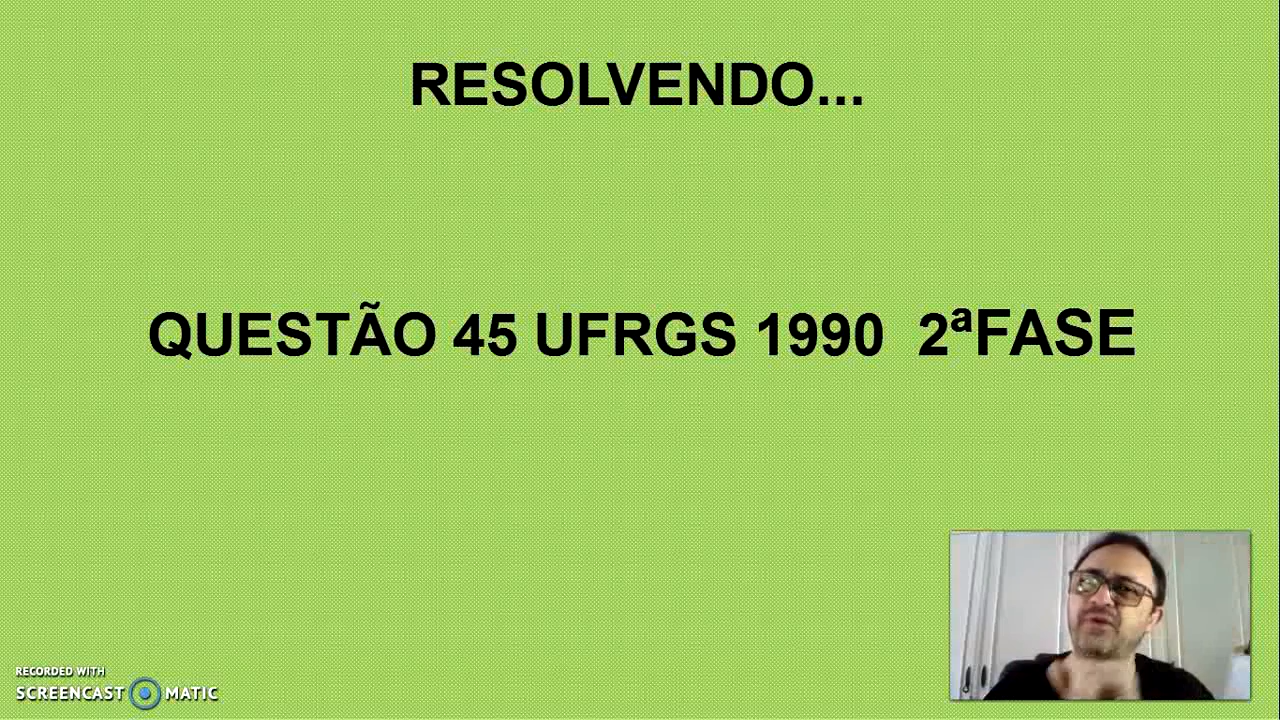 RESOLVENDO...
QUESTÃO 45 UFRGS 1990 2ªFASE
RECORDED WITH
SCREENCAST MATIC